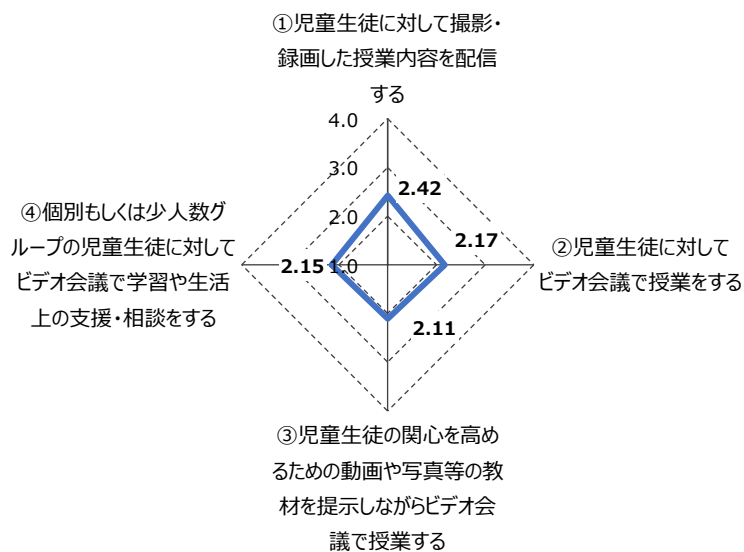 ①児童生徒に対して撮影・
録画した授業内容を配信
する
4.0
3.0
2.42
2.0
④個別もしくは少人数グ
ループの児童生徒に対して
ビデオ会議で学習や生活
上の支援・相談をする
2.17
2.15
1.0
②児童生徒に対して
ビデオ会議で授業をする
2.11
③児童生徒の関心を高め
るための動画や写真等の教
材を提示しながらビデオ会
議で授業する